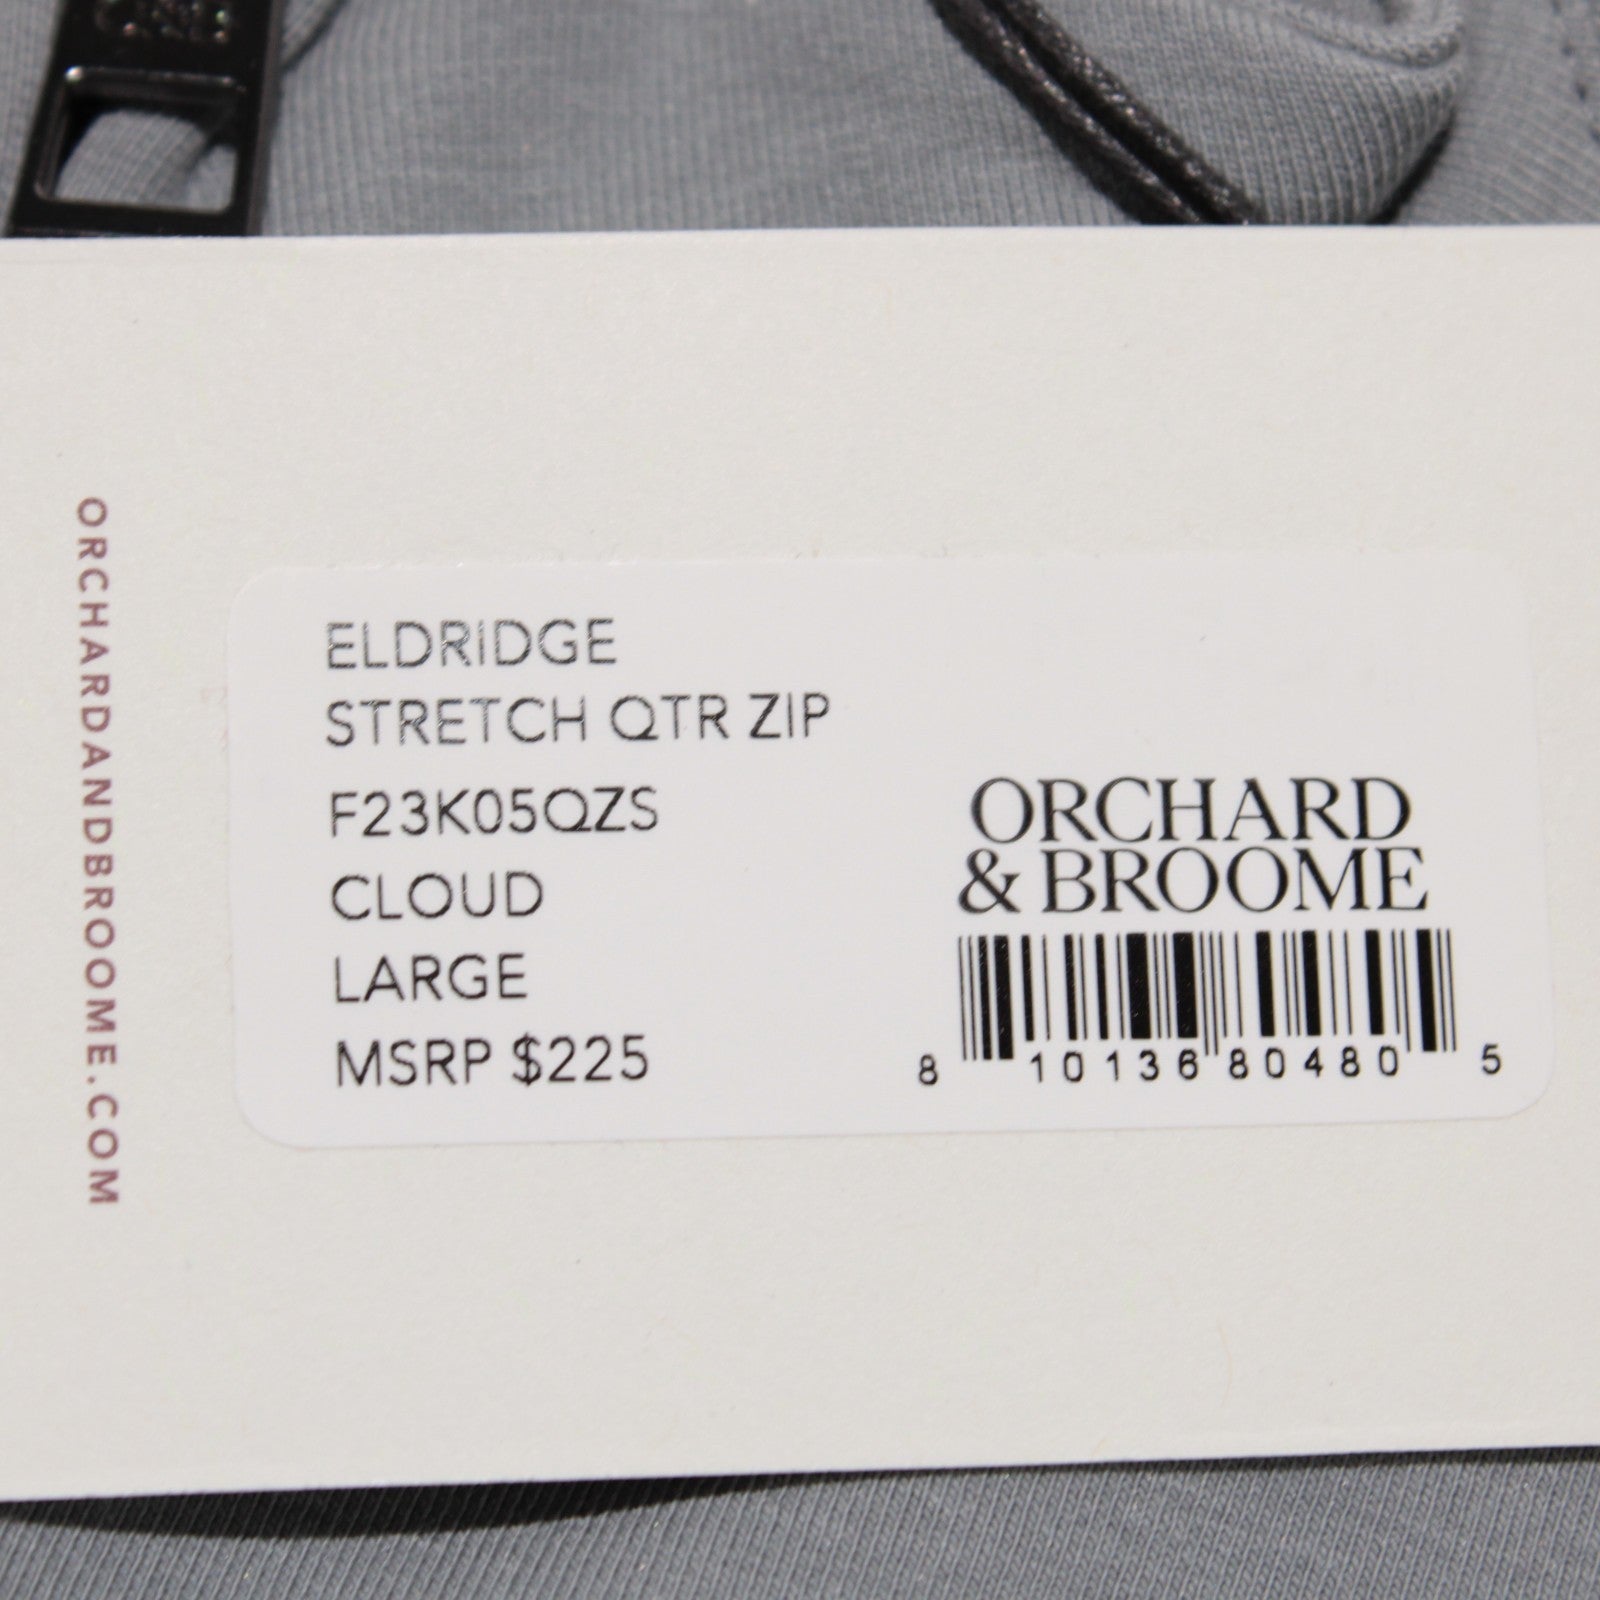 ORCHARDANDBROOME.COM
ELDRIDGE
STRETCH QTR ZIP
F23K05QZS
CLOUD
LARGE
MSRP $225
ORCHARD
& BROOME
8 10136 80480 5